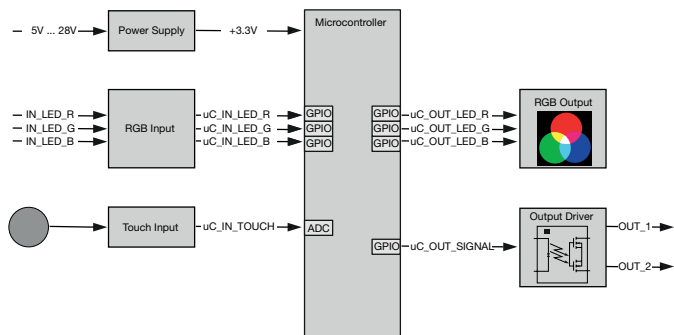 Microcontroller
5V ... 28V
Power Supply
+3.3V
IN_LED_R
IN_LED_G
IN_LED_B
RGB Input
uC_IN_LED_R
uC_IN_LED_G
uC_IN_LED_B
GPIO
GPIO
GPIO
GPIO
GPIO
GPIO
uC_OUT_LED_R
uC_OUT_LED_G
uC_OUT_LED_B
RGB Output
Touch Input
uC_IN_TOUCH
ADC
GPIO
uC_OUT_SIGNAL
Output Driver
OUT_1
OUT_2